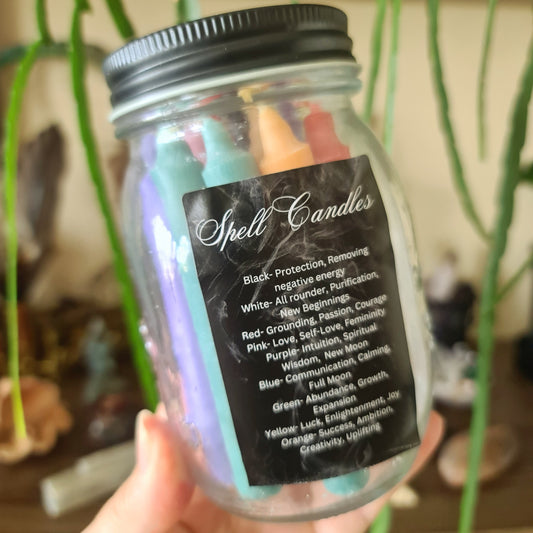 Spell Candles
Black- Protection, Removing
negative energy
White- All rounder, Purification,
New Beginnings
Red- Grounding, Passion, Courage
Pink- Love, Self-Love, Femininity
Purple- Intuition, Spiritual
Wisdom, New Moon
Blue- Communication, Calming,
Full Moon
Green- Abundance, Growth,
Expansion
Yellow- Luck, Enlightenment, Joy
Orange- Success, Ambition,
Creativity, Uplifting